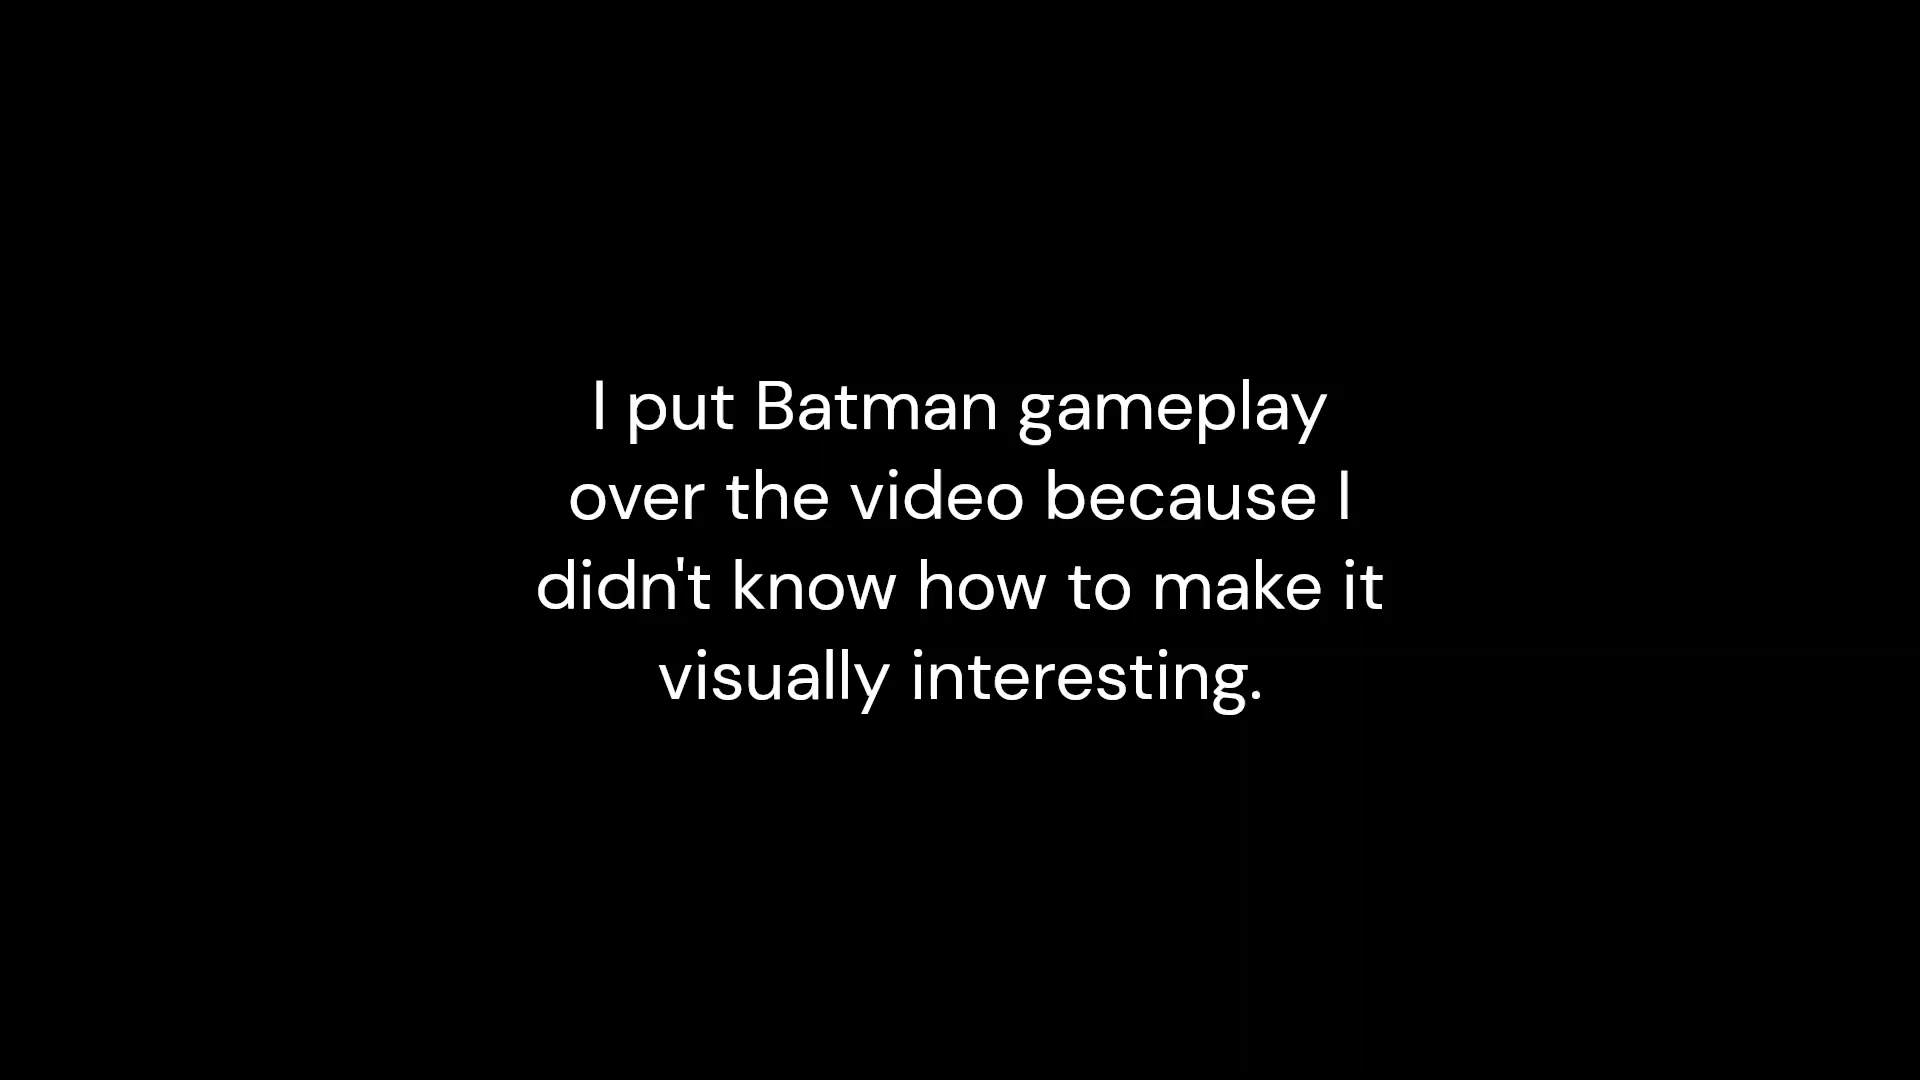 I put Batman gameplay
over the video because I
didn't know how to make it
visually interesting.